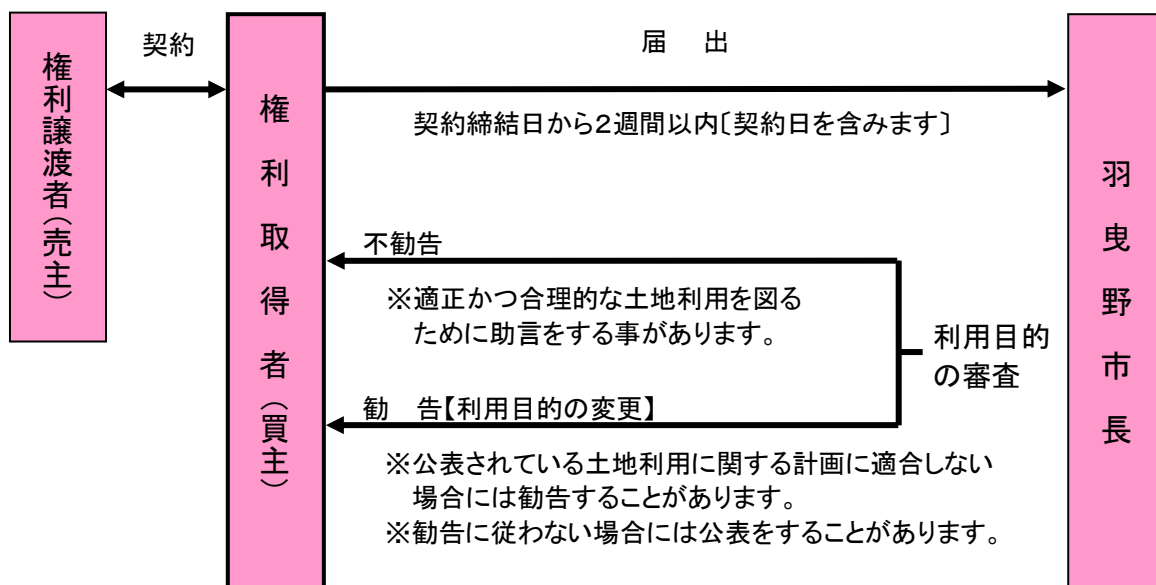 権利譲渡者(売主)
契約
権利取得者(買主)
届　出
契約締結日から2週間以内〔契約日を含みます〕
羽曳野市長
不勧告
※適正かつ合理的な土地利用を図る
ために助言をする事があります。
利用目的
の審査
勧　告【利用目的の変更】
※公表されている土地利用に関する計画に適合しない
場合には勧告することがあります。
※勧告に従わない場合には公表をすることがあります。